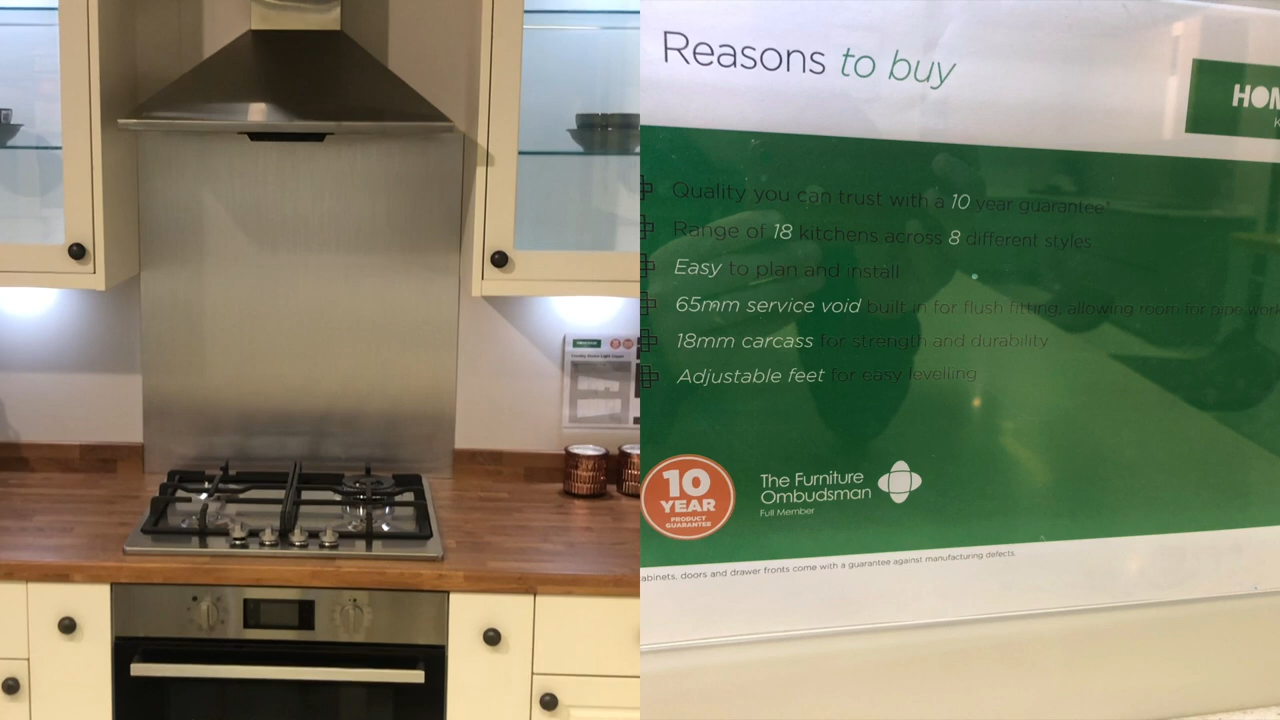 Reasons to buy
HOM
K
Quality you can trust with a 10 year guarantee*
Range of 18 kitchens across 8 different styles
Easy to plan and install
65mm service void built in for flush fitting, allowing room for pipe work
18mm carcass for strength and durability
Adjustable feet for easy levelling
10
YEAR
PRODUCT
GUARANTEE
The Furniture
Ombudsman
Full Member
abinets, doors and drawer fronts come with a guarantee against manufacturing defects.